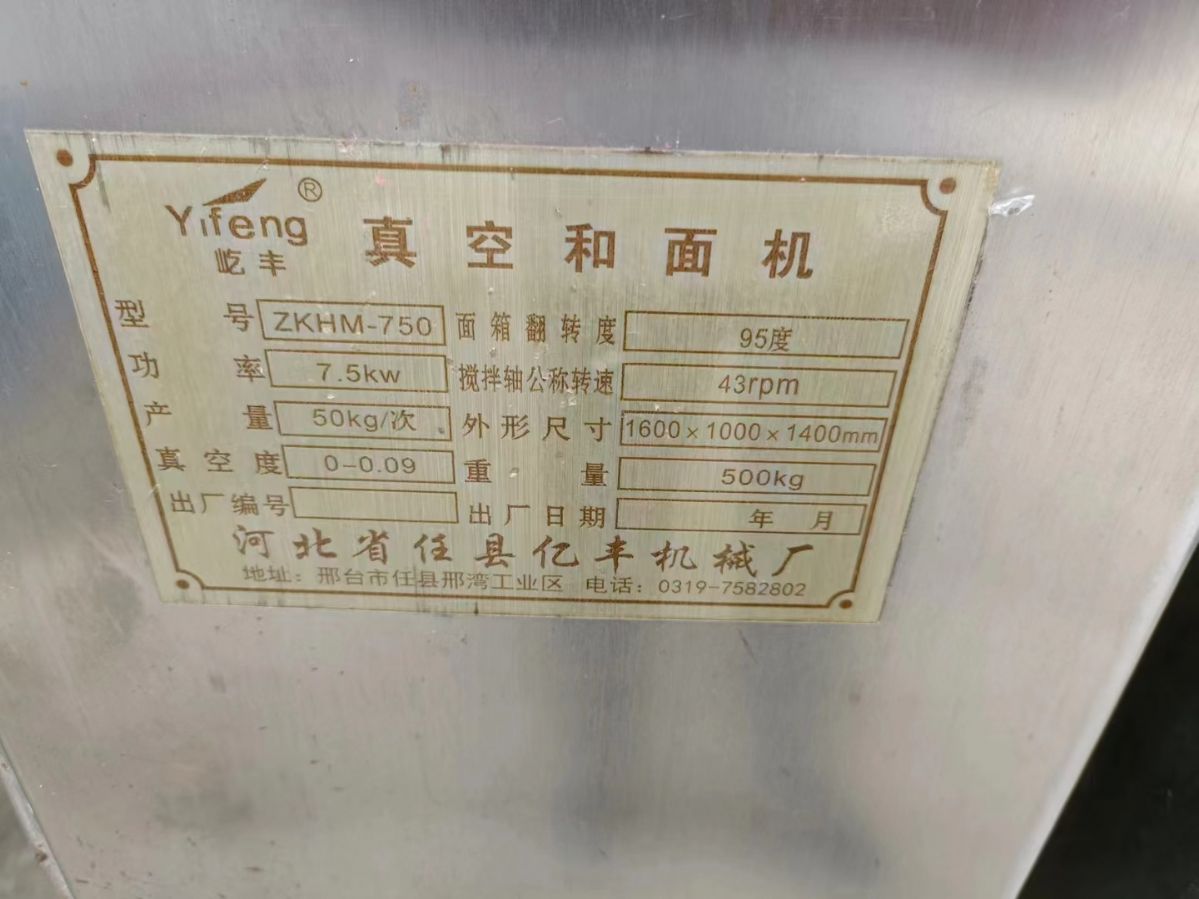 Yifeng®
屹丰
真空和面机
型号 ZKHM-750 面箱翻转度 95度
功率 7.5kw 搅拌轴公称转速 43rpm
产量 50kg/次 外形尺寸 1600×1000×1400mm
真空度 0-0.09 重量 500kg
出厂编号 出厂日期 年 月
河北省任县亿丰机械厂
地址：邢台市任县邢湾工业区 电话：0319-7582802